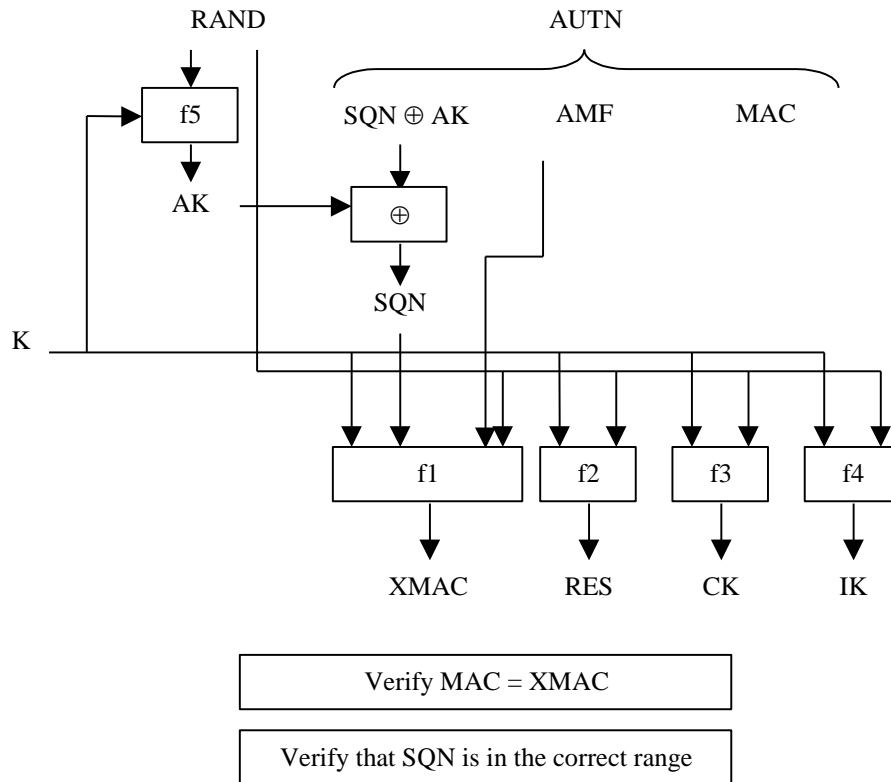 RAND AUTN
f5 SQN ⊕ AK AMF MAC
AK ⊕
SQN
K
f1 f2 f3 f4
XMAC RES CK IK
Verify MAC = XMAC
Verify that SQN is in the correct range